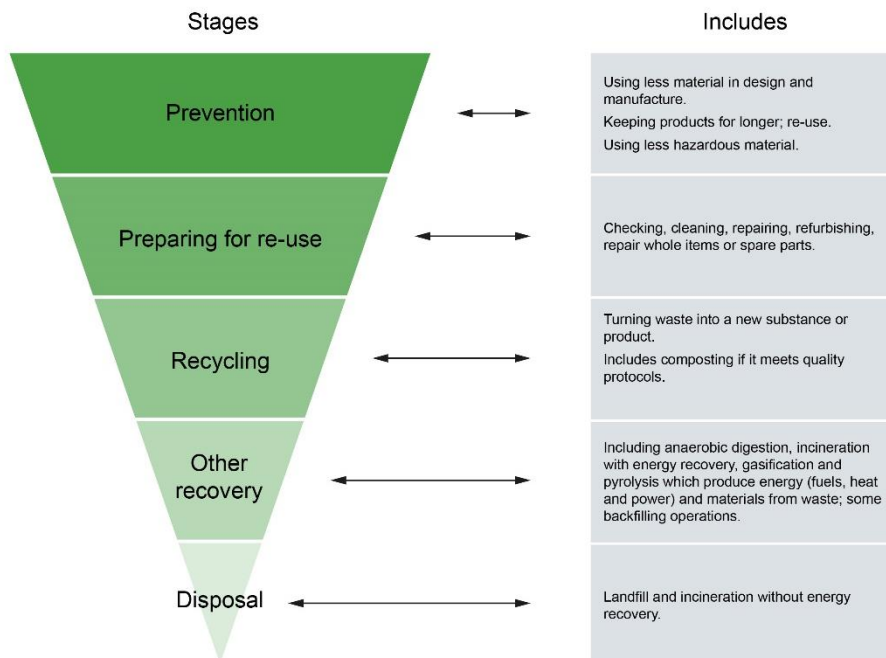 Stages
Includes
Prevention
Using less material in design and
manufacture.
Keeping products for longer; re-use.
Using less hazardous material.
Preparing for re-use
Checking, cleaning, repairing, refurbishing,
repair whole items or spare parts.
Recycling
Turning waste into a new substance or
product.
Includes composting if it meets quality
protocols.
Other
recovery
Including anaerobic digestion, incineration
with energy recovery, gasification and
pyrolysis which produce energy (fuels, heat
and power) and materials from waste; some
backfilling operations.
Disposal
Landfill and incineration without energy
recovery.